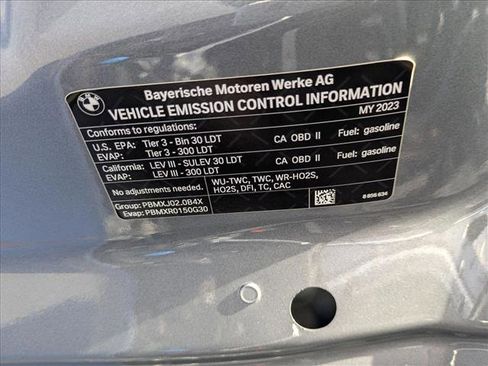 BMW
Bayerische Motoren Werke AG
VEHICLE EMISSION CONTROL INFORMATION
Conforms to regulations: MY 2023
U.S. EPA: Tier 3 - Bin 30 LDT CA OBD II Fuel: gasoline
EVAP: Tier 3 - 300 LDT
California: LEV III - SULEV 30 LDT CA OBD II Fuel: gasoline
EVAP: LEV III - 300 LDT
No adjustments needed. WU-TWC, TWC, WR-HO2S,
HO2S, DFI, TC, CAC
Group: PBMXJ02.0B4X
Evap: PBMXR0150G30
8 856 634